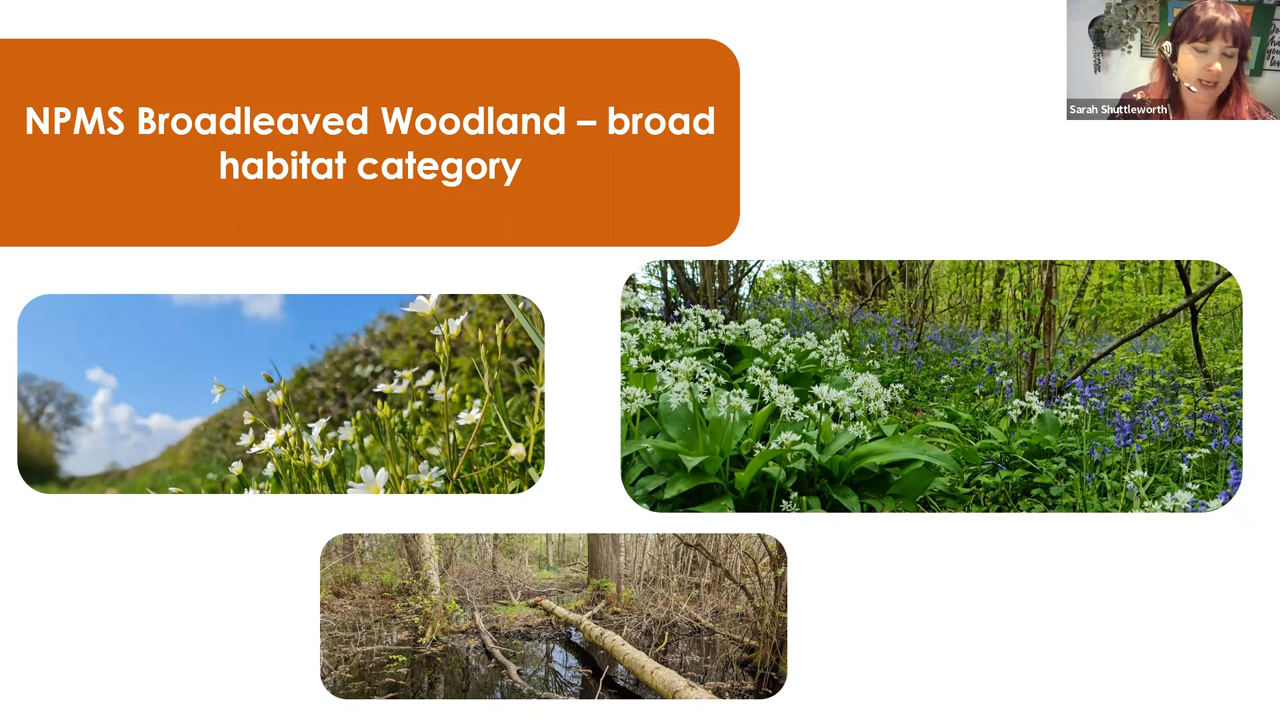 NPMS Broadleaved Woodland – broad
habitat category
Sarah Shuttleworth